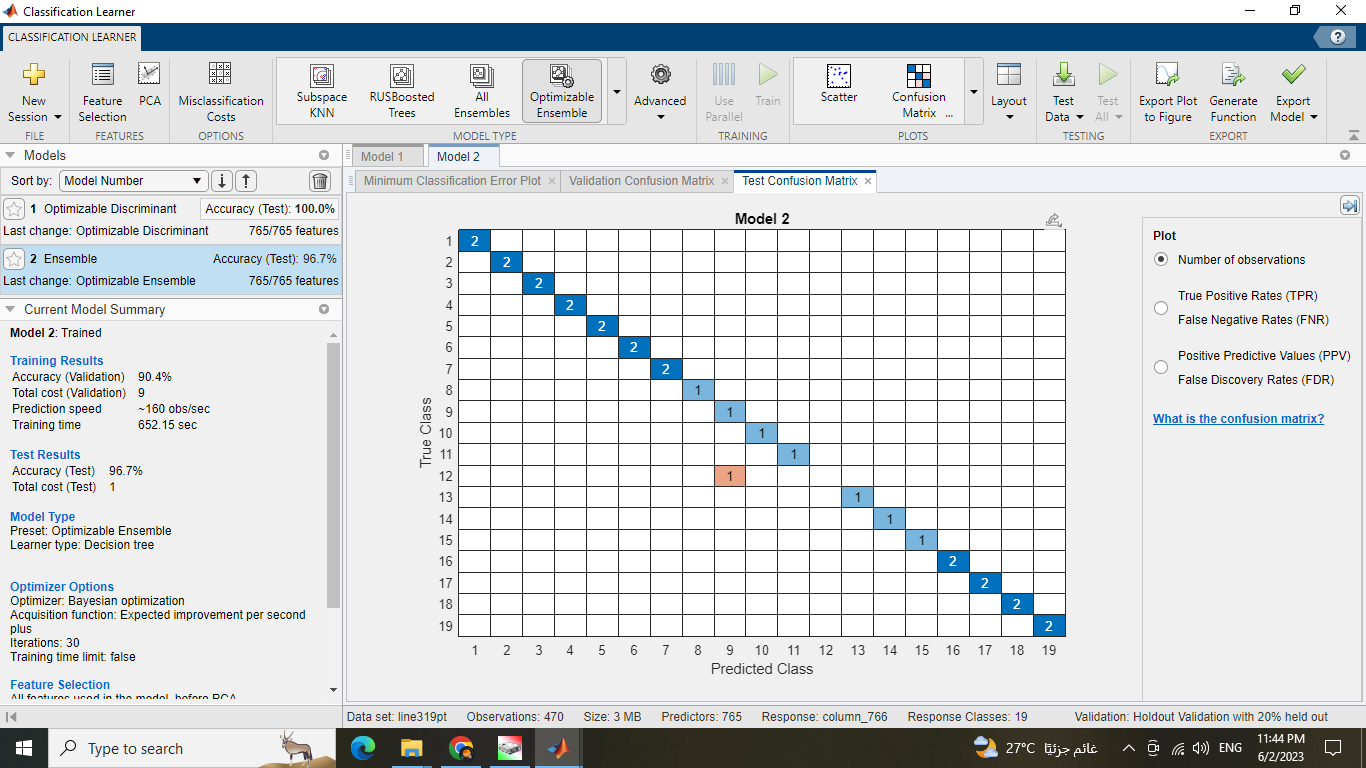 Classification Learner
CLASSIFICATION LEARNER
?
New Session
Feature Selection
PCA
Misclassification Costs
Subspace KNN
RUSBoosted Trees
All Ensembles
Optimizable Ensemble
Advanced
Use Parallel
Train
Scatter
Confusion Matrix ...
Layout
Test Data
Test All
Export Plot to Figure
Generate Function
Export Model
FILE
FEATURES
OPTIONS
MODEL TYPE
TRAINING
PLOTS
TESTING
EXPORT
Models
Sort by: Model Number
1 Optimizable Discriminant Accuracy (Test): 100.0%
Last change: Optimizable Discriminant 765/765 features
2 Ensemble Accuracy (Test): 96.7%
Last change: Optimizable Ensemble 765/765 features
Current Model Summary
Model 2: Trained
Training Results
Accuracy (Validation) 90.4%
Total cost (Validation) 9
Prediction speed ~160 obs/sec
Training time 652.15 sec
Test Results
Accuracy (Test) 96.7%
Total cost (Test) 1
Model Type
Preset: Optimizable Ensemble
Learner type: Decision tree
Optimizer Options
Optimizer: Bayesian optimization
Acquisition function: Expected improvement per second
plus
Iterations: 30
Training time limit: false
Feature Selection
All features used in the model, before PCA
Model 1 Model 2
Minimum Classification Error Plot Validation Confusion Matrix Test Confusion Matrix
Model 2
True Class
1 2
2 2
3 2
4 2
5 2
6 2
7 2
8 1
9 1
10 1
11 1
12 1
13 1
14 1
15 1
16 2
17 2
18 2
19 2
1 2 3 4 5 6 7 8 9 10 11 12 13 14 15 16 17 18 19
Predicted Class
Plot
Number of observations
True Positive Rates (TPR)
False Negative Rates (FNR)
Positive Predictive Values (PPV)
False Discovery Rates (FDR)
What is the confusion matrix?
Data set: line319pt Observations: 470 Size: 3 MB Predictors: 765 Response: column_766 Response Classes: 19 Validation: Holdout Validation with 20% held out
Type to search
27°C غائم جزئيًا
ENG
11:44 PM
6/2/2023